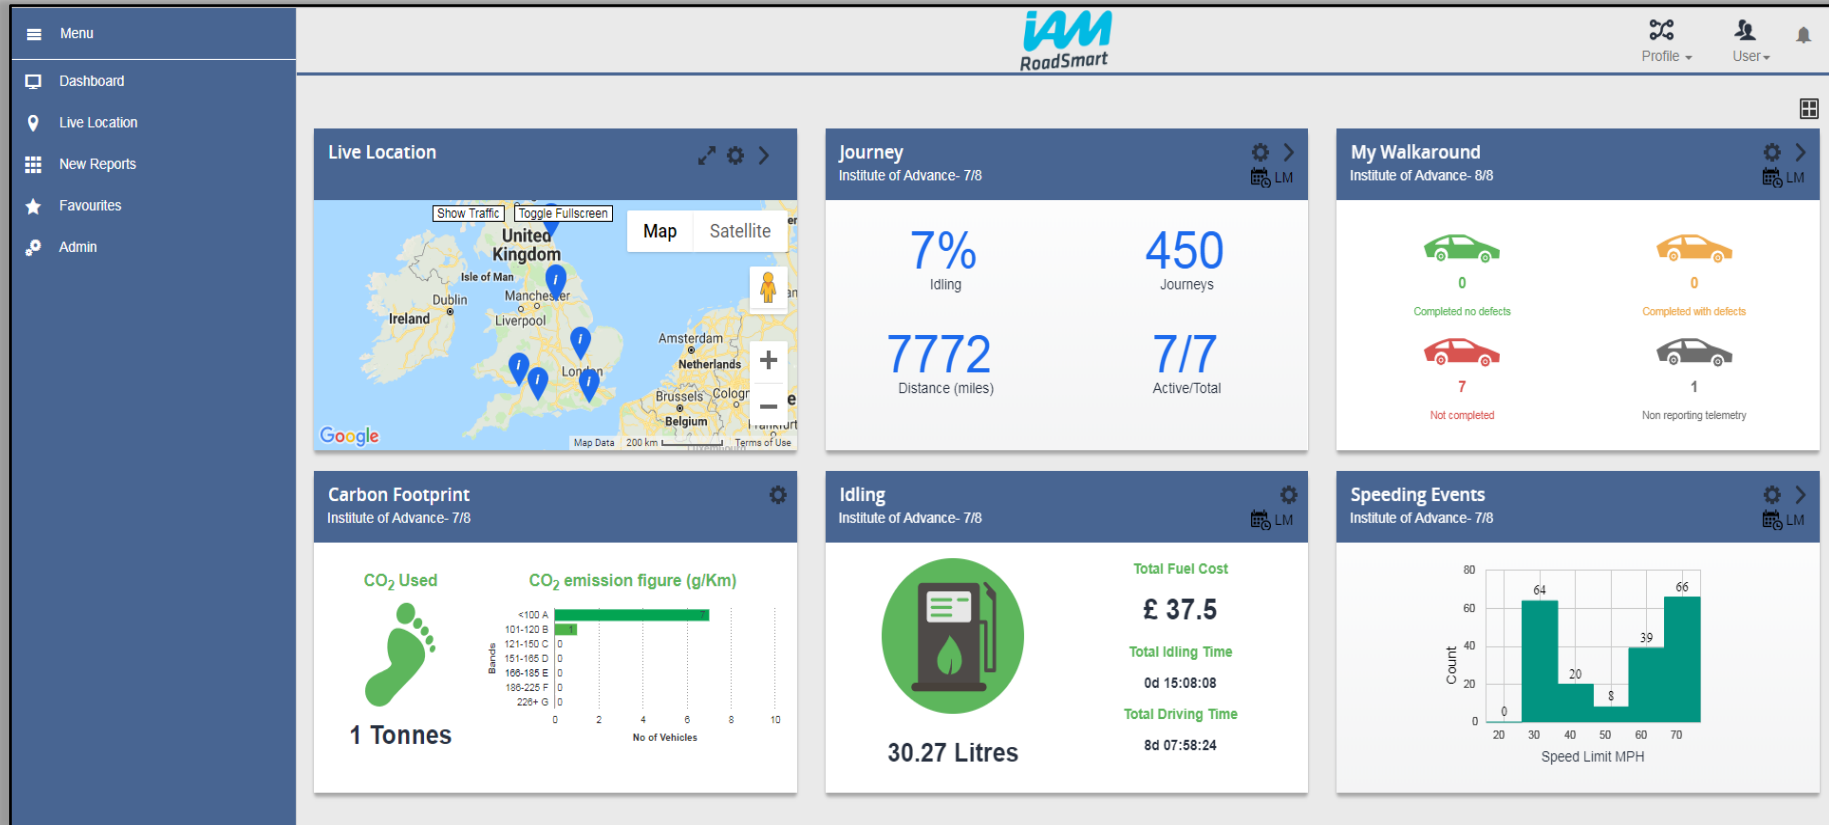 Menu
Dashboard
Live Location
New Reports
Favourites
Admin
iAM
RoadSmart
Profile
User
Live Location
Show Traffic
Toggle Fullscreen
Map
Satellite
United
Kingdom
Isle of Man
Dublin
Manchester
Ireland
Liverpool
Amsterdam
Netherlands
London
Brussels
Belgium
Google
Map Data
200 km
Terms of Use
Journey
Institute of Advance- 7/8
LM
7%
Idling
450
Journeys
7772
Distance (miles)
7/7
Active/Total
My Walkaround
Institute of Advance- 8/8
LM
0
Completed no defects
0
Completed with defects
7
Not completed
1
Non reporting telemetry
Carbon Footprint
Institute of Advance- 7/8
CO2 Used
1 Tonnes
CO2 emission figure (g/Km)
Bands
<100 A
7
101-120 B
1
121-150 C 0
151-165 D 0
166-185 E 0
186-225 F 0
226+ G 0
0 2 4 6 8 10
No of Vehicles
Idling
Institute of Advance- 7/8
LM
30.27 Litres
Total Fuel Cost
£ 37.5
Total Idling Time
0d 15:08:08
Total Driving Time
8d 07:58:24
Speeding Events
Institute of Advance- 7/8
LM
Count
80
60
40
20
0
0
64
20
8
39
66
20 30 40 50 60 70
Speed Limit MPH